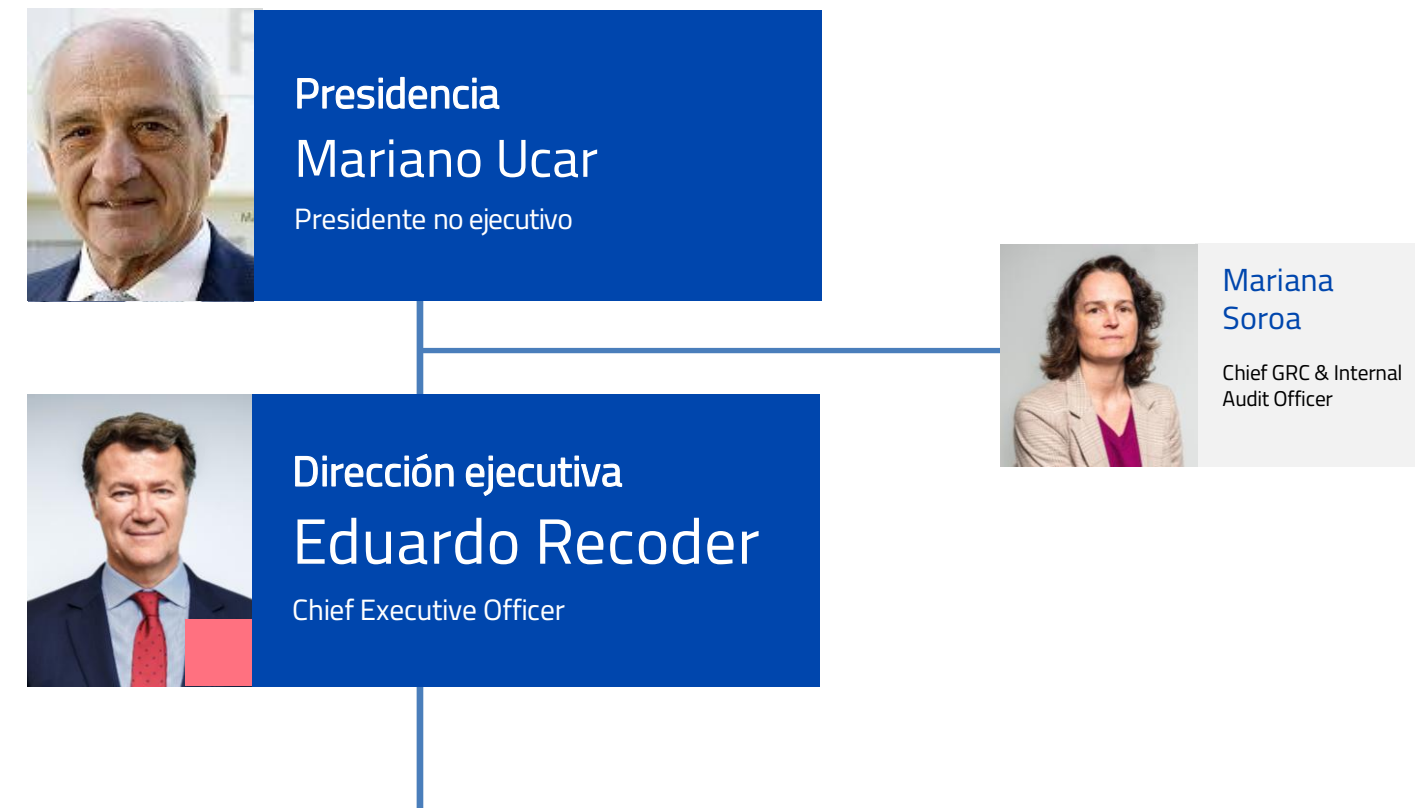 Presidencia
Mariano Ucar
Presidente no ejecutivo
Mariana
Soroa
Chief GRC & Internal
Audit Officer
Dirección ejecutiva
Eduardo Recoder
Chief Executive Officer